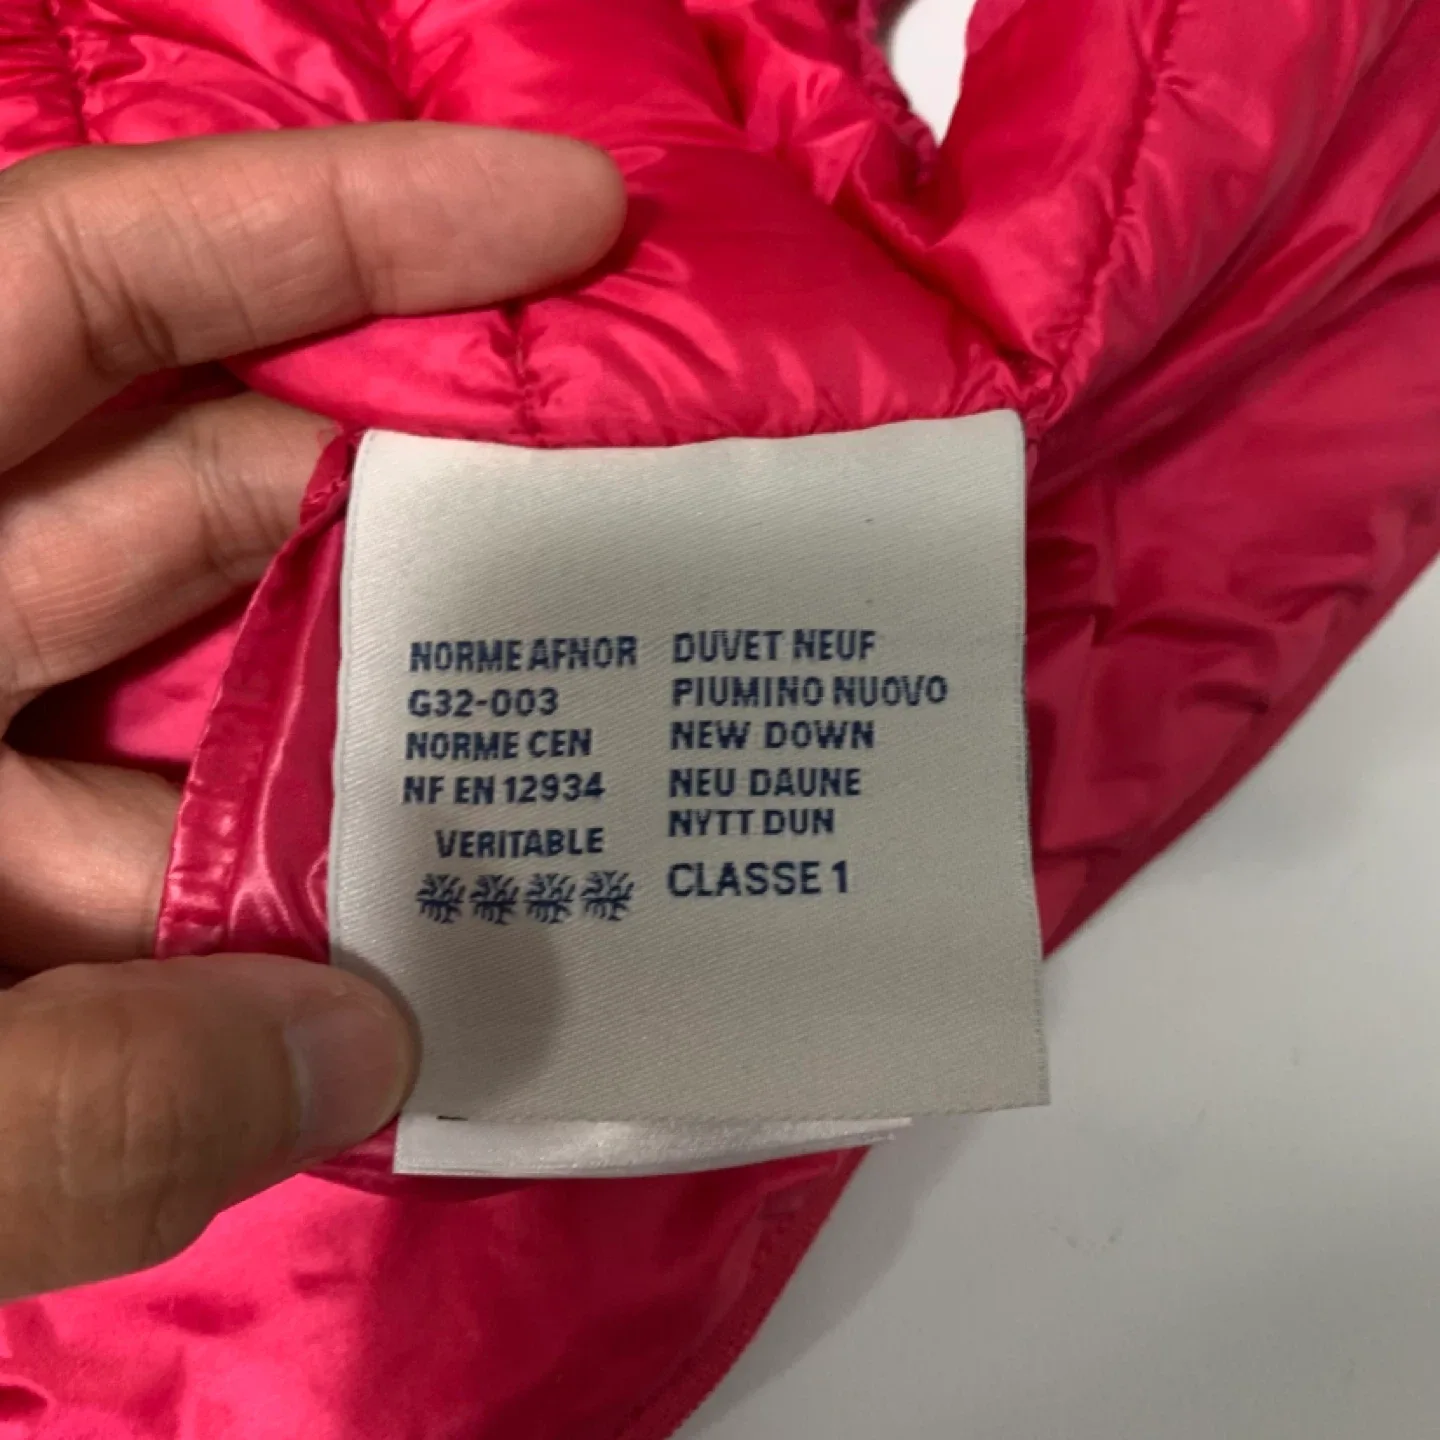 NORME AFNOR
G32-003
NORME CEN
NF EN 12934
VERITABLE
DUVET NEUF
PIUMINO NUOVO
NEW DOWN
NEU DAUNE
NYTT DUN
CLASSE 1